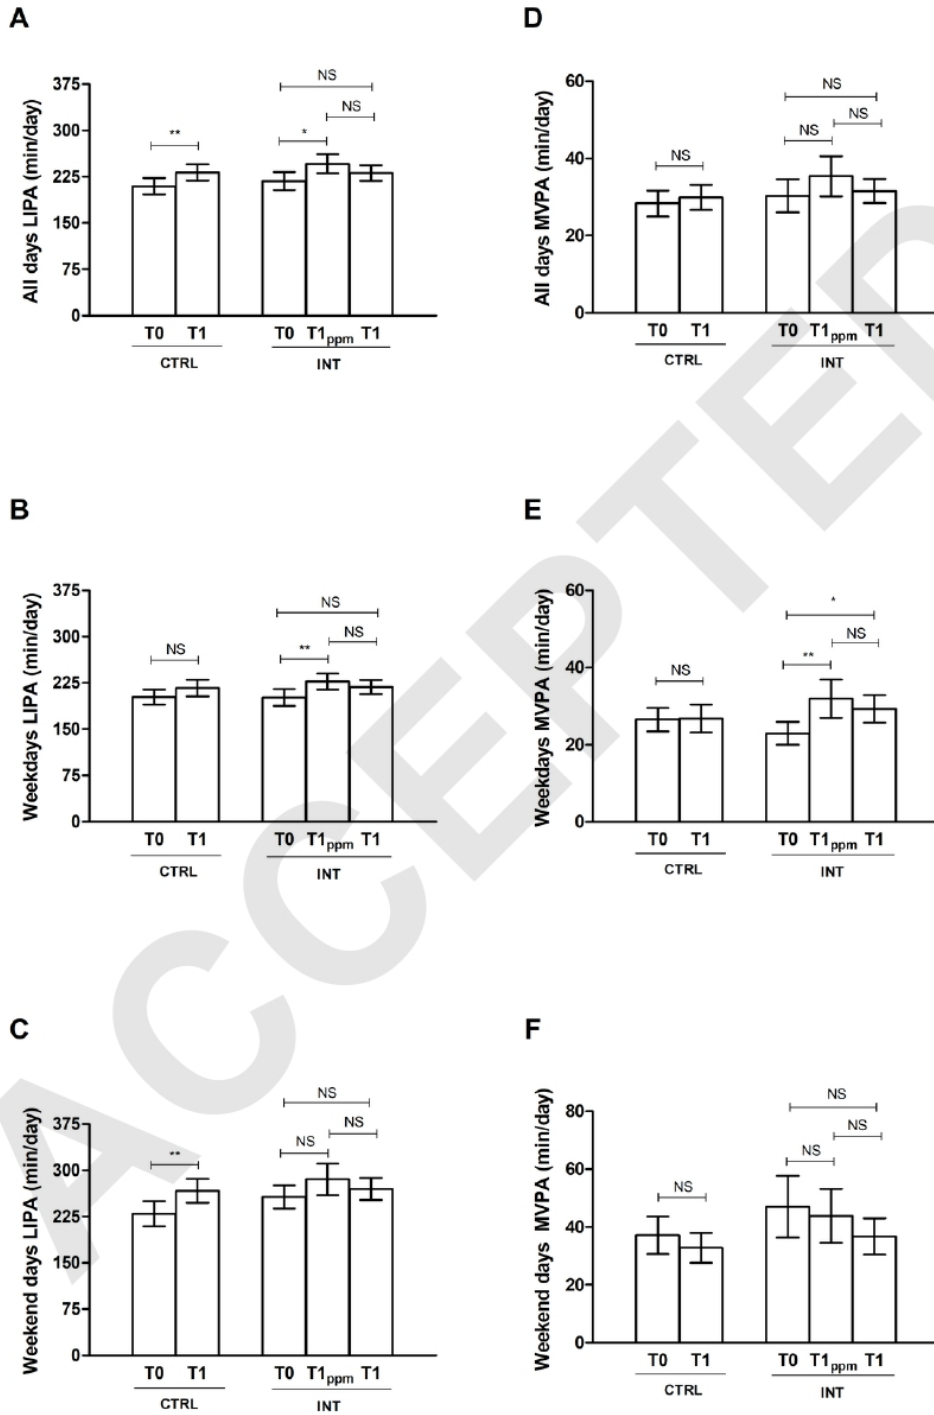 A
All days LIPA (min/day)
375
300
225
150
75
0
**
NS
NS
*
T0 T1 T0 T1ppm T1
CTRL INT
D
All days MVPA (min/day)
60
40
20
0
NS
NS
NS
NS
T0 T1 T0 T1ppm T1
CTRL INT
B
Weekdays LIPA (min/day)
375
300
225
150
75
0
NS
NS
NS
**
T0 T1 T0 T1ppm T1
CTRL INT
E
Weekdays MVPA (min/day)
60
40
20
0
NS
*
NS
**
T0 T1 T0 T1ppm T1
CTRL INT
C
Weekend days LIPA (min/day)
375
300
225
150
75
0
**
NS
NS
NS
T0 T1 T0 T1ppm T1
CTRL INT
F
Weekend days MVPA (min/day)
80
60
40
20
0
NS
NS
NS
NS
T0 T1 T0 T1ppm T1
CTRL INT
ACCEPTED